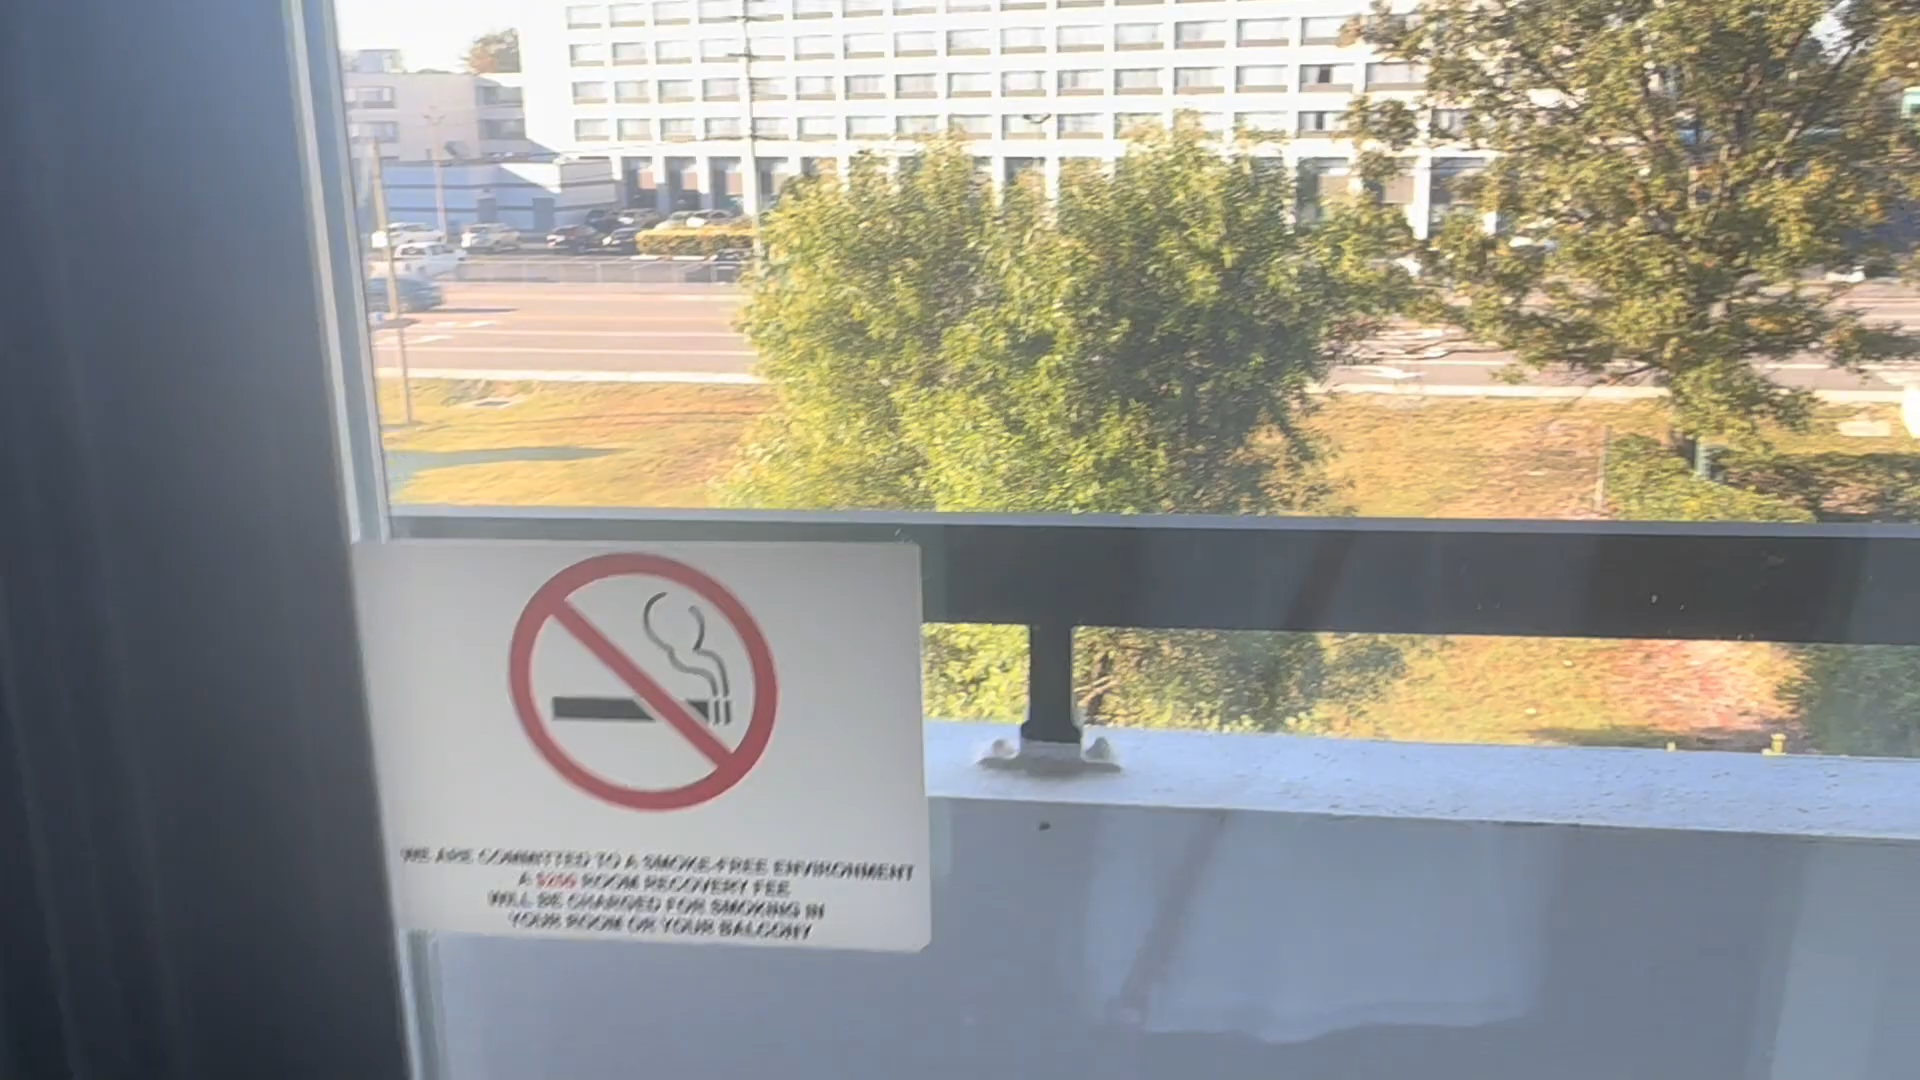 WE ARE COMMITTED TO A SMOKE-FREE ENVIRONMENT
A ROOM RECOVERY FEE
WILL BE CHARGED FOR SMOKING IN
YOUR ROOM OR YOUR BALCONY